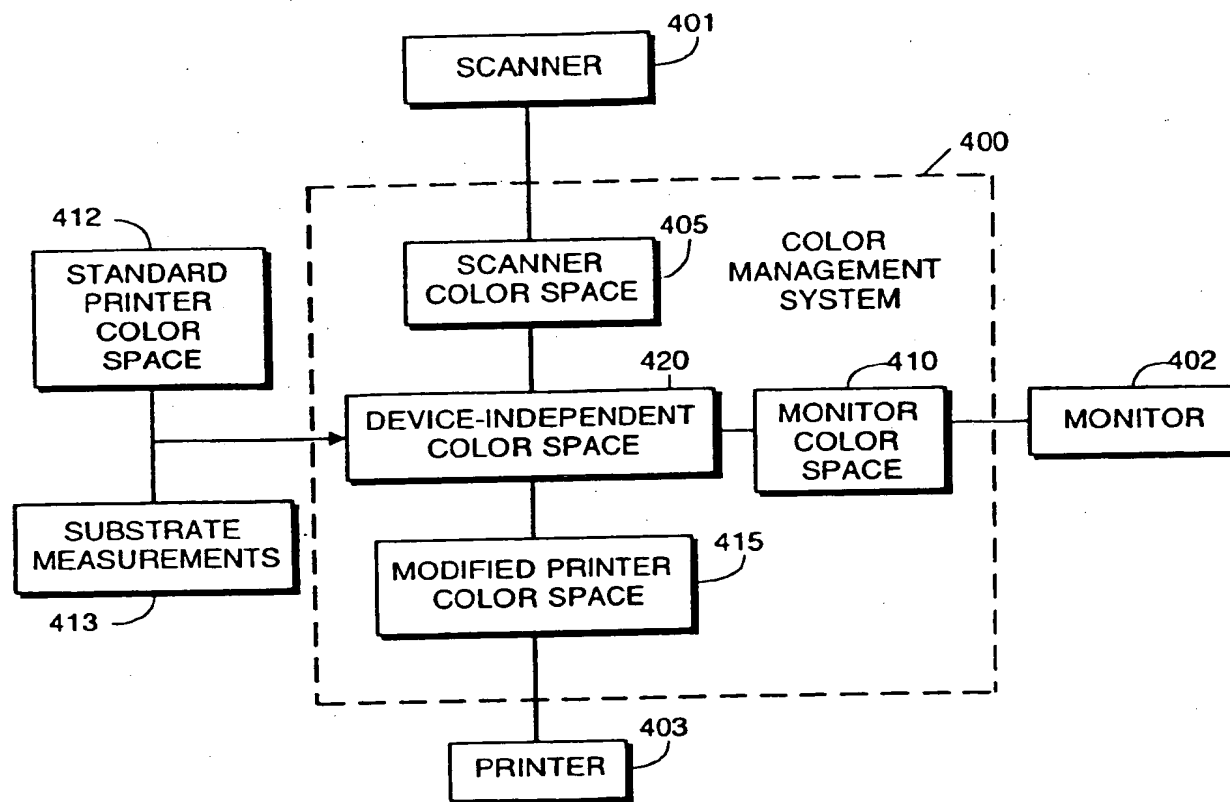 401
SCANNER
400
412
STANDARD
PRINTER
COLOR
SPACE
405
SCANNER
COLOR SPACE
COLOR
MANAGEMENT
SYSTEM
420
DEVICE-INDEPENDENT
COLOR SPACE
410
MONITOR
COLOR
SPACE
402
MONITOR
SUBSTRATE
MEASUREMENTS
413
415
MODIFIED PRINTER
COLOR SPACE
403
PRINTER